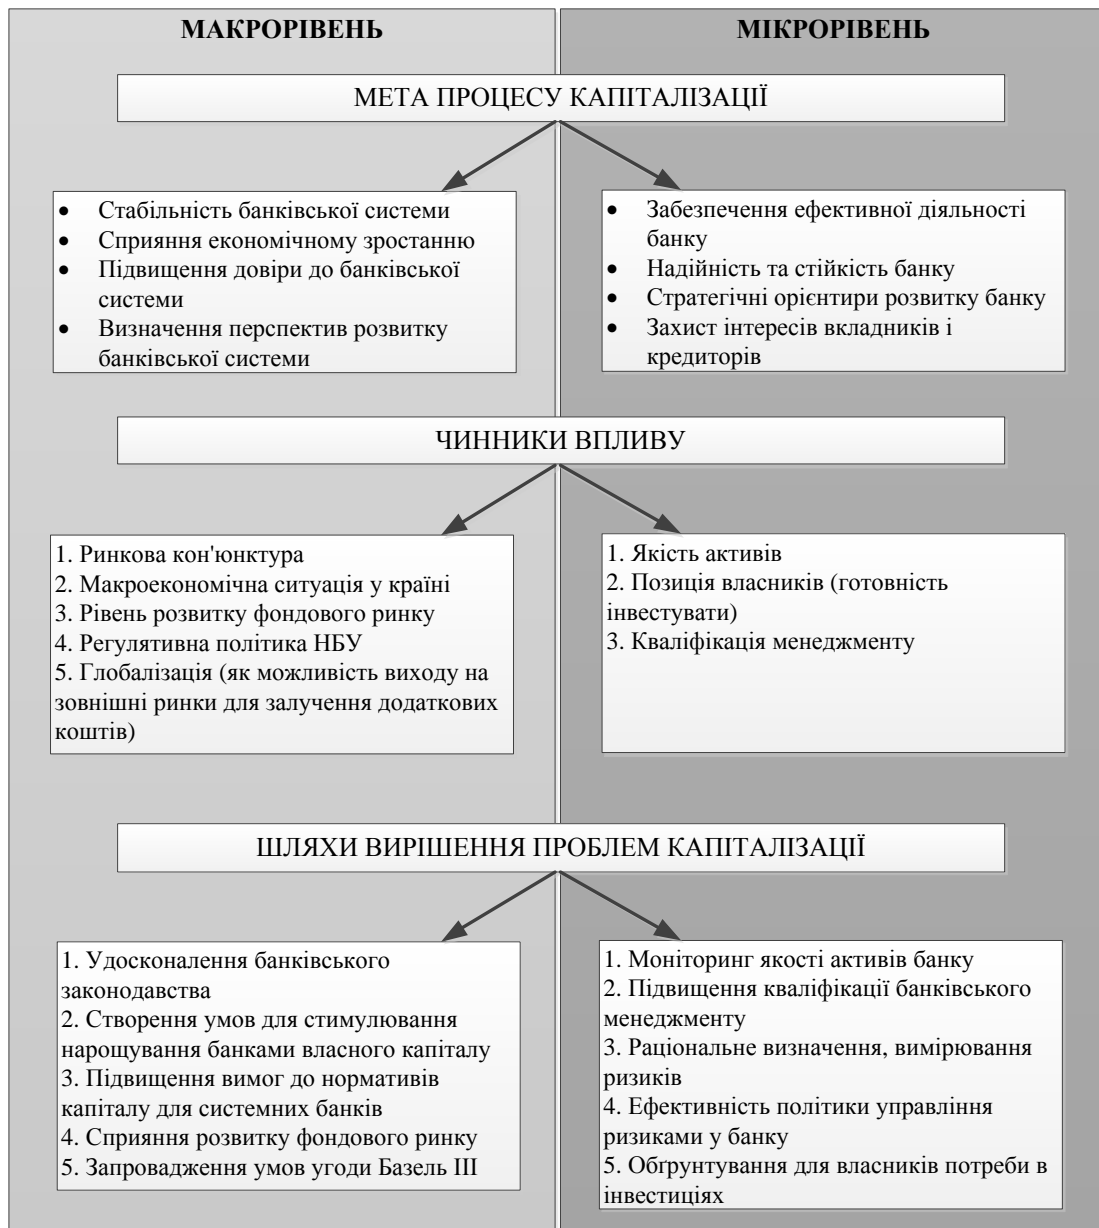 МАКРОРІВЕНЬ
МІКРОРІВЕНЬ
МЕТА ПРОЦЕСУ КАПІТАЛІЗАЦІЇ
• Стабільність банківської системи
• Сприяння економічному зростанню
• Підвищення довіри до банківської
системи
• Визначення перспектив розвитку
банківської системи
• Забезпечення ефективної діяльності
банку
• Надійність та стійкість банку
• Стратегічні орієнтири розвитку банку
• Захист інтересів вкладників і
кредиторів
ЧИННИКИ ВПЛИВУ
1. Ринкова кон'юнктура
2. Макроекономічна ситуація у країні
3. Рівень розвитку фондового ринку
4. Регулятивна політика НБУ
5. Глобалізація (як можливість виходу на
зовнішні ринки для залучення додаткових
коштів)
1. Якість активів
2. Позиція власників (готовність
інвестувати)
3. Кваліфікація менеджменту
ШЛЯХИ ВИРІШЕННЯ ПРОБЛЕМ КАПІТАЛІЗАЦІЇ
1. Удосконалення банківського
законодавства
2. Створення умов для стимулювання
нарощування банками власного капіталу
3. Підвищення вимог до нормативів
капіталу для системних банків
4. Сприяння розвитку фондового ринку
5. Запровадження умов угоди Базель ІІІ
1. Моніторинг якості активів банку
2. Підвищення кваліфікації банківського
менеджменту
3. Раціональне визначення, вимірювання
ризиків
4. Ефективність політики управління
ризиками у банку
5. Обґрунтування для власників потреби в
інвестиціях